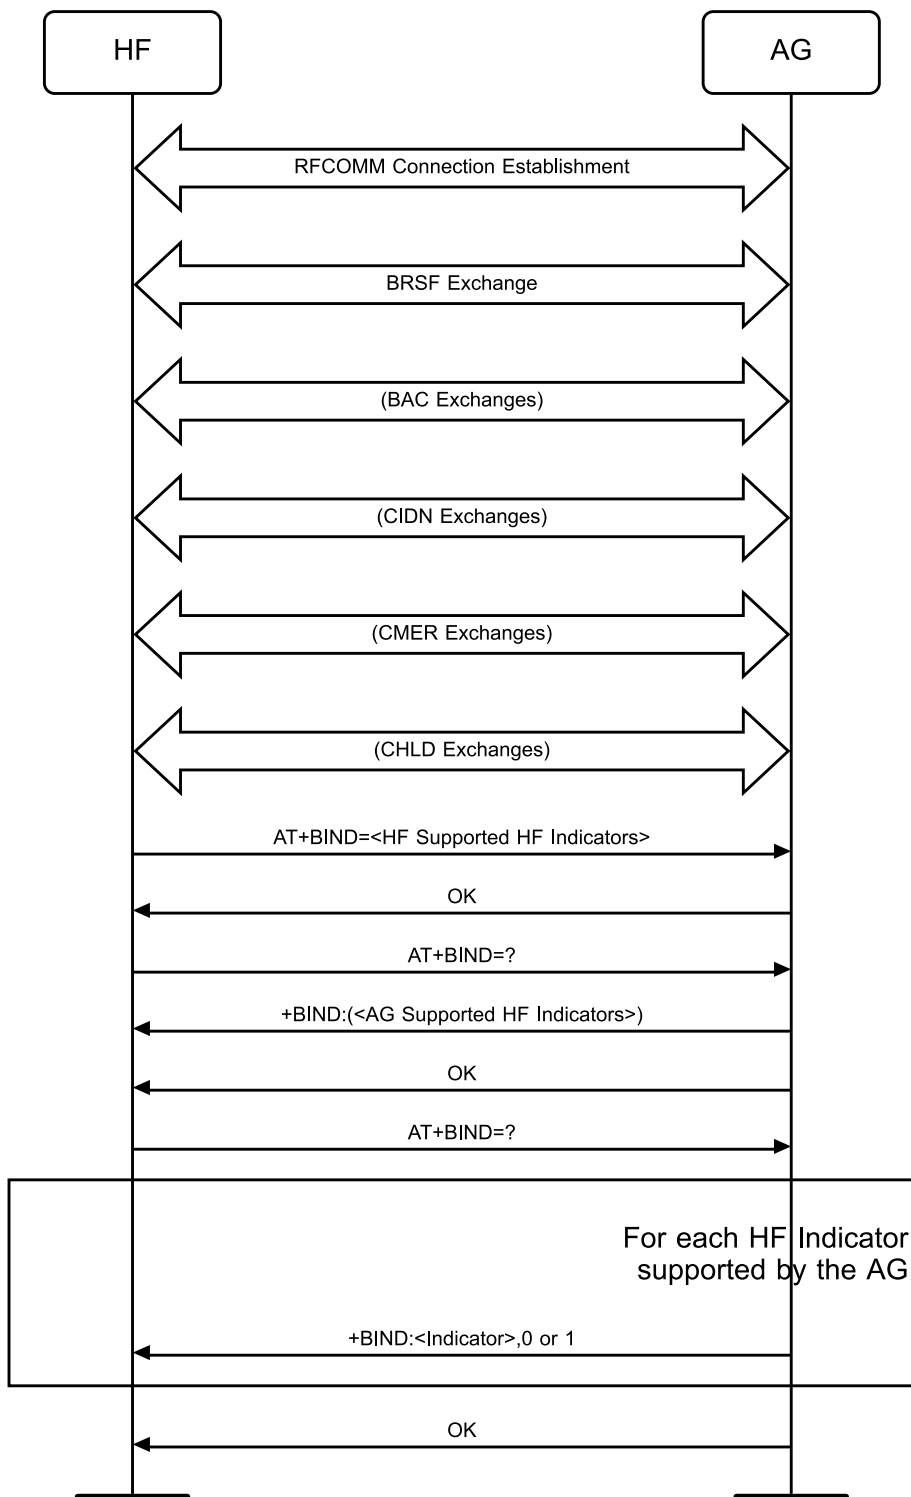 HF
AG
RFCOMM Connection Establishment
BRSF Exchange
(BAC Exchanges)
(CIDN Exchanges)
(CMER Exchanges)
(CHLD Exchanges)
AT+BIND=<HF Supported HF Indicators>
OK
AT+BIND=?
+BIND:(<AG Supported HF Indicators>)
OK
AT+BIND=?
For each HF Indicator
supported by the AG
+BIND:<Indicator>,0 or 1
OK